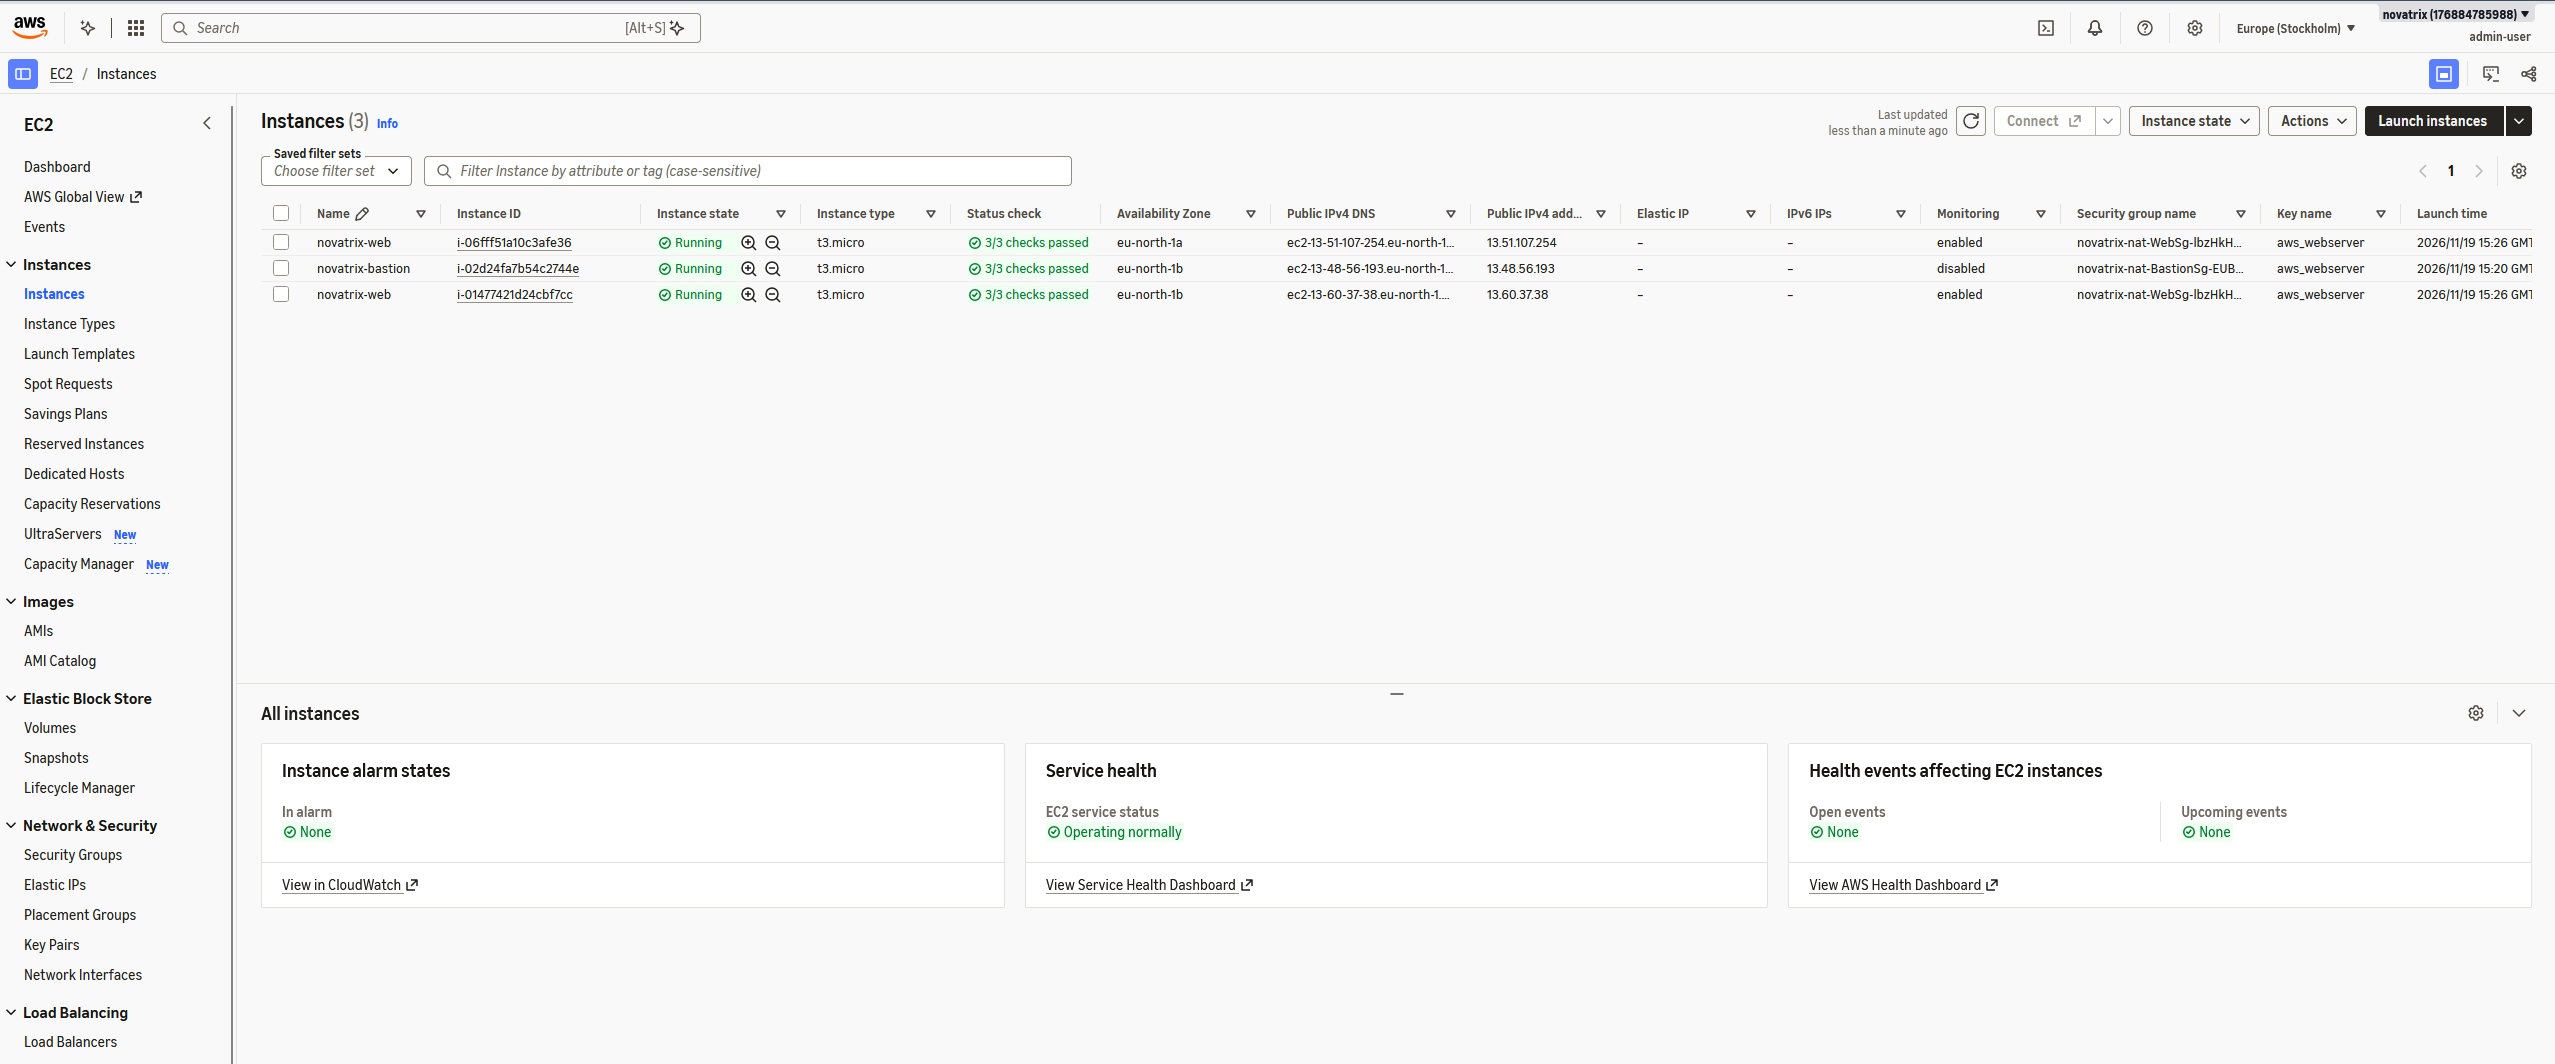 aws
Search [Alt+S]
Europe (Stockholm)
novatrix (176884785988)
admin-user
EC2 / Instances
EC2
Dashboard
AWS Global View
Events
Instances
Instances
Instance Types
Launch Templates
Spot Requests
Savings Plans
Reserved Instances
Dedicated Hosts
Capacity Reservations
UltraServers New
Capacity Manager New
Images
AMIs
AMI Catalog
Elastic Block Store
Volumes
Snapshots
Lifecycle Manager
Network & Security
Security Groups
Elastic IPs
Placement Groups
Key Pairs
Network Interfaces
Load Balancing
Load Balancers
Instances (3) Info
Last updated
less than a minute ago
Connect
Instance state
Actions
Launch instances
Saved filter sets
Choose filter set
Filter Instance by attribute or tag (case-sensitive)
1
Name Instance ID Instance state Instance type Status check Availability Zone Public IPv4 DNS Public IPv4 add... Elastic IP IPv6 IPs Monitoring Security group name Key name Launch time
novatrix-web i-06fff51a10c3afe36 Running t3.micro 3/3 checks passed eu-north-1a ec2-13-51-107-254.eu-north-1... 13.51.107.254 – – enabled novatrix-nat-WebSg-lbzHkH... aws_webserver 2026/11/19 15:26 GMT
novatrix-bastion i-02d24fa7b54c2744e Running t3.micro 3/3 checks passed eu-north-1b ec2-13-48-56-193.eu-north-1... 13.48.56.193 – – disabled novatrix-nat-BastionSg-EUB... aws_webserver 2026/11/19 15:20 GMT
novatrix-web i-01477421d24cbf7cc Running t3.micro 3/3 checks passed eu-north-1b ec2-13-60-37-38.eu-north-1.... 13.60.37.38 – – enabled novatrix-nat-WebSg-lbzHkH... aws_webserver 2026/11/19 15:26 GMT
All instances
Instance alarm states
In alarm
None
View in CloudWatch
Service health
EC2 service status
Operating normally
View Service Health Dashboard
Health events affecting EC2 instances
Open events
None
Upcoming events
None
View AWS Health Dashboard